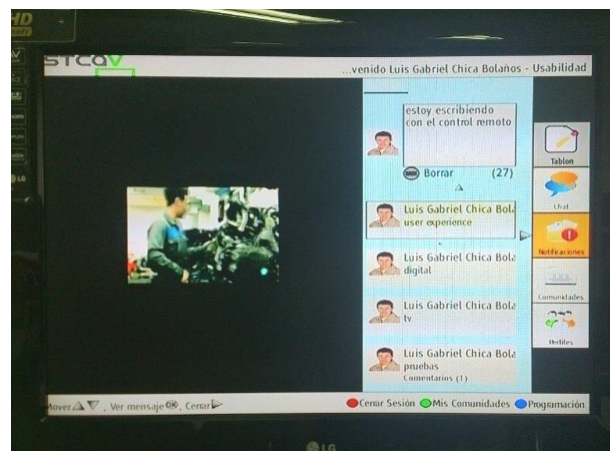 HD
STCAV
...venido Luis Gabriel Chica Bolaños - Usabilidad
estoy escribiendo
con el control remoto
Borrar (27)
Luis Gabriel Chica Bola
user experience
Luis Gabriel Chica Bola
digital
Luis Gabriel Chica Bola
tv
Luis Gabriel Chica Bola
pruebas
Comentarios (1)
Tablon
Chat
Notificaciones
Comunidades
Perfiles
Mover , Ver mensaje OK , Cerrar
Cerrar Sesión Mis Comunidades Programación
LG
LG